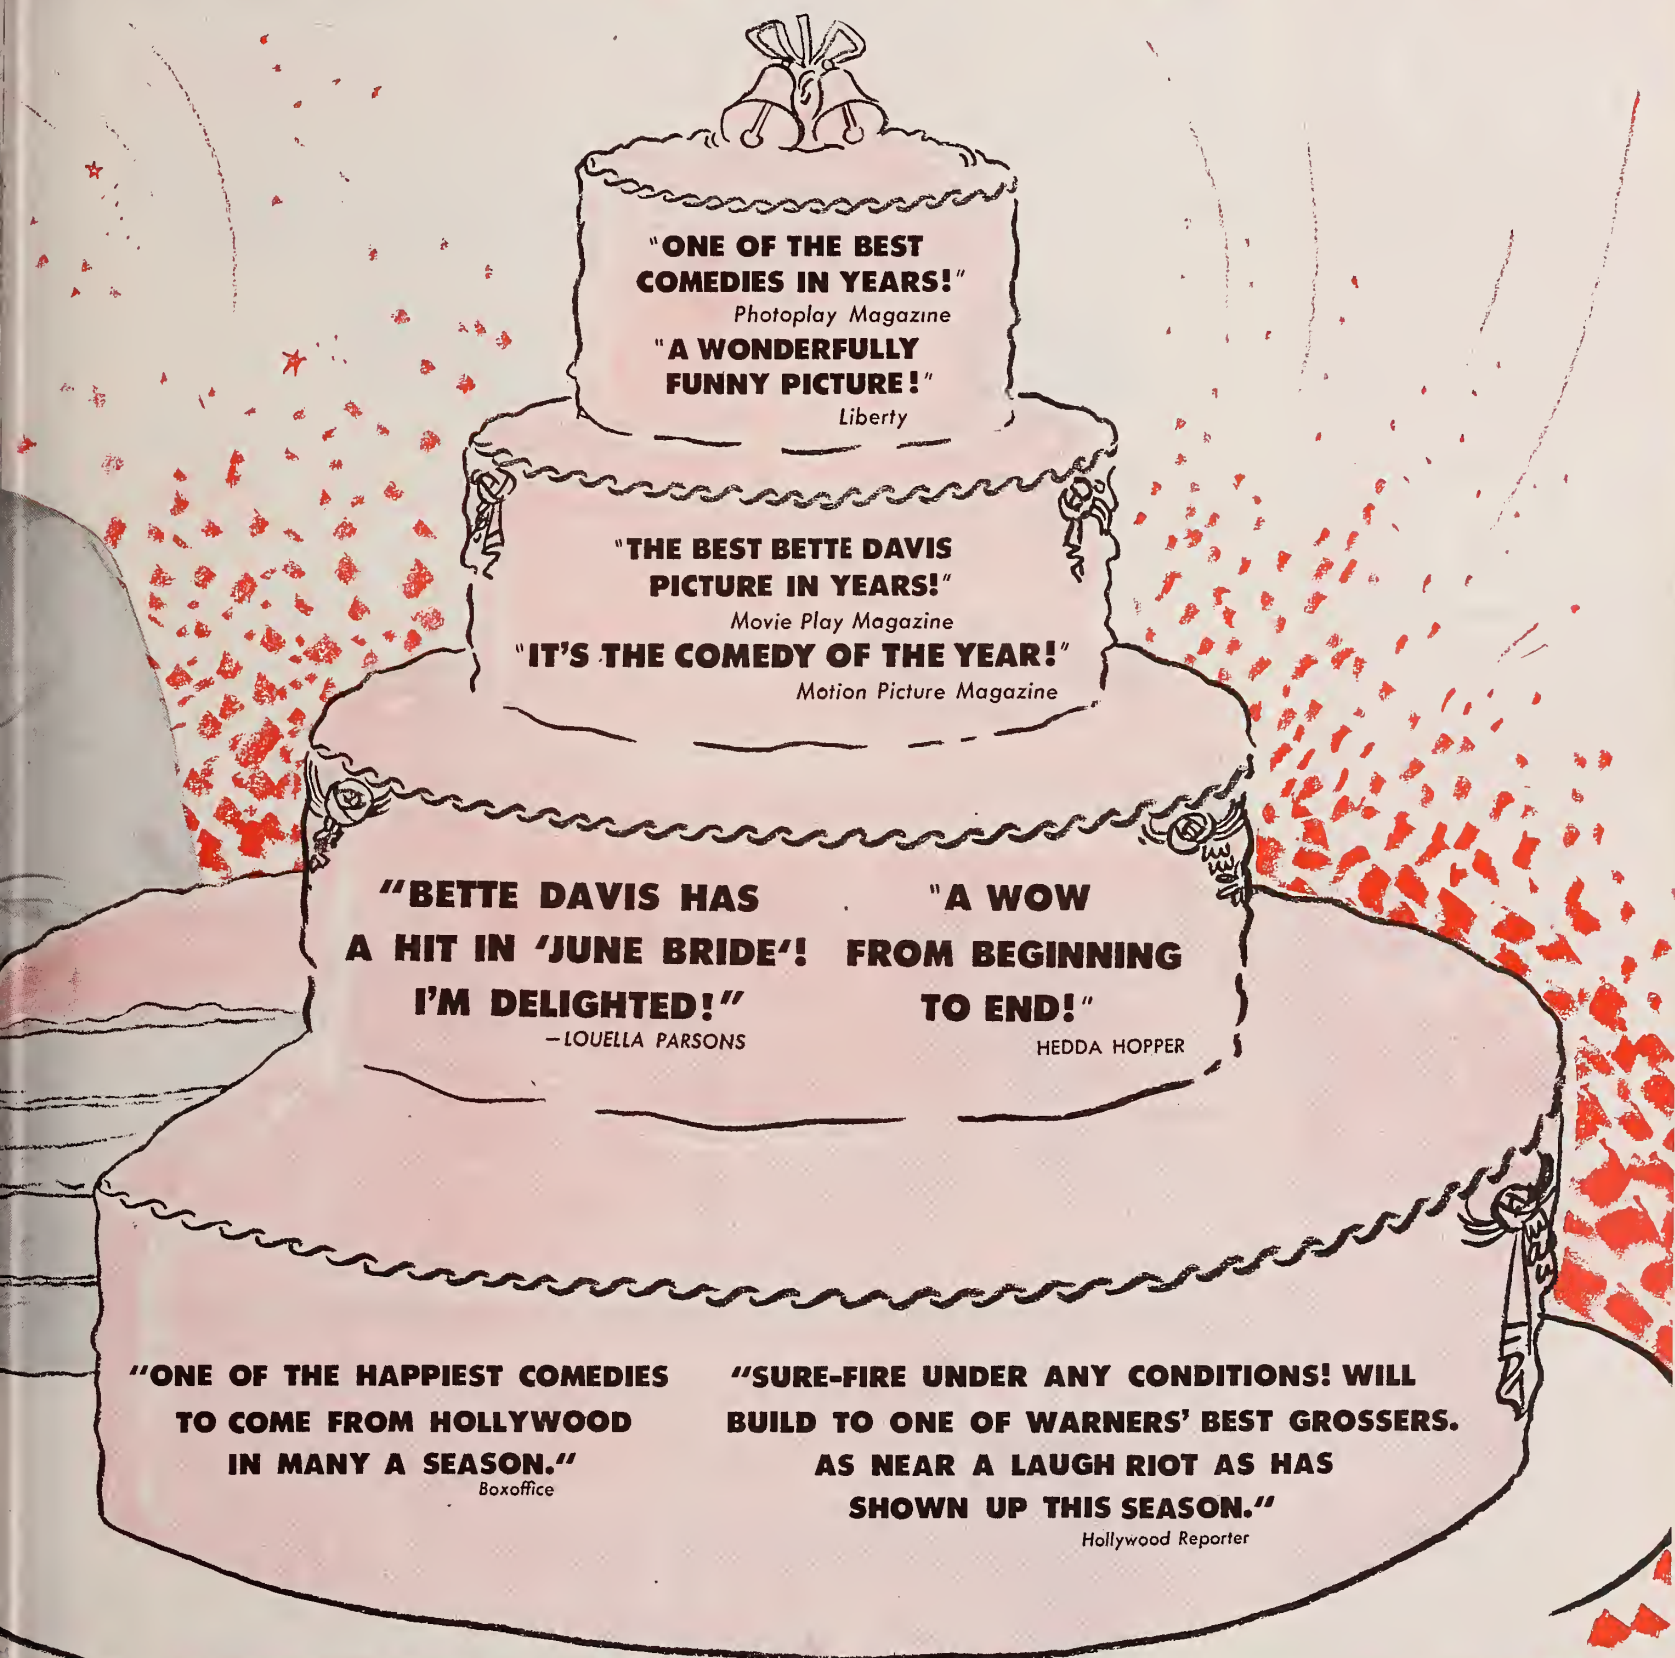 "ONE OF THE BEST
COMEDIES IN YEARS!"
Photoplay Magazine
"A WONDERFULLY
FUNNY PICTURE!"
Liberty
"THE BEST BETTE DAVIS
PICTURE IN YEARS!"
Movie Play Magazine
"IT'S THE COMEDY OF THE YEAR!"
Motion Picture Magazine
"BETTE DAVIS HAS
A HIT IN 'JUNE BRIDE'!
I'M DELIGHTED!"
—LOUELLA PARSONS
"A WOW
FROM BEGINNING
TO END!"
HEDDA HOPPER
"ONE OF THE HAPPIEST COMEDIES
TO COME FROM HOLLYWOOD
IN MANY A SEASON."
Boxoffice
"SURE-FIRE UNDER ANY CONDITIONS! WILL
BUILD TO ONE OF WARNERS' BEST GROSSERS.
AS NEAR A LAUGH RIOT AS HAS
SHOWN UP THIS SEASON."
Hollywood Reporter